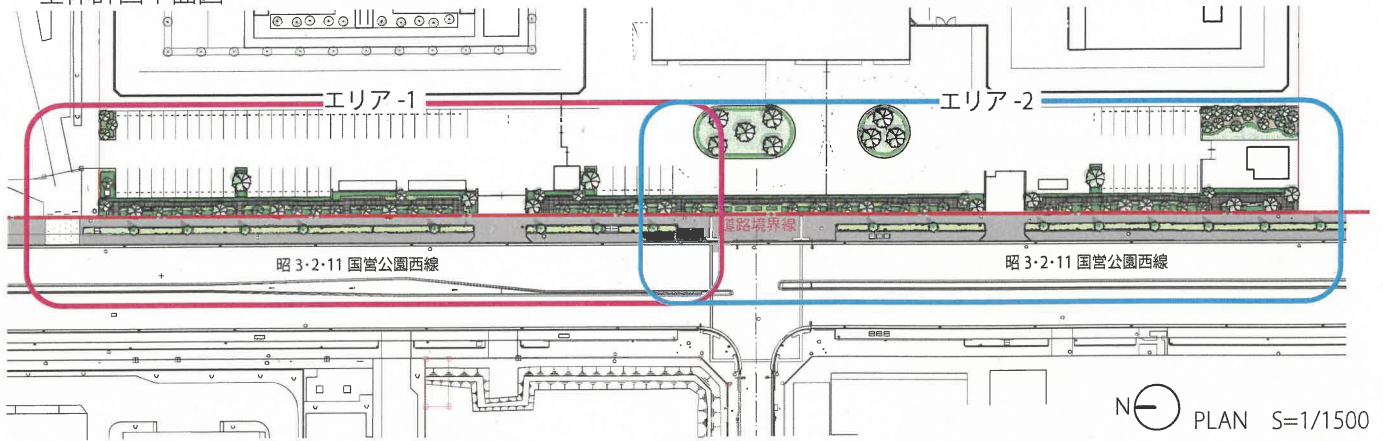 エリア -1
エリア -2
道路境界線
昭 3・2・11 国営公園西線
昭 3・2・11 国営公園西線
N
PLAN S=1/1500